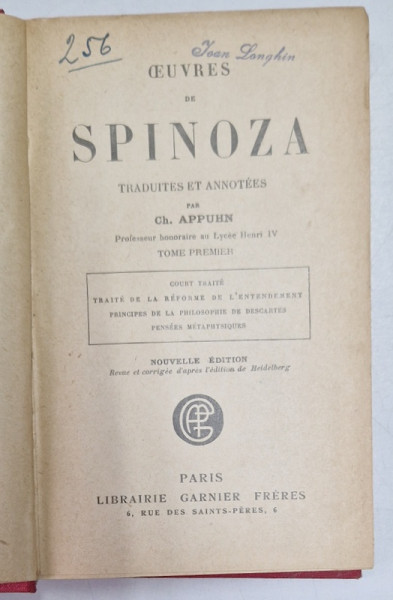 256
Jean Longhin
ŒUVRES
DE
SPINOZA
TRADUITES ET ANNOTÉES
PAR
Ch. APPUHN
Professeur honoraire au Lycée Henri IV
TOME PREMIER
COURT TRAITÉ
TRAITÉ DE LA RÉFORME DE L'ENTENDEMENT
PRINCIPES DE LA PHILOSOPHIE DE DESCARTES
PENSÉES MÉTAPHYSIQUES
NOUVELLE ÉDITION
Revue et corrigée d'après l'édition de Heidelberg
PARIS
LIBRAIRIE GARNIER FRÈRES
6, RUE DES SAINTS-PÈRES, 6